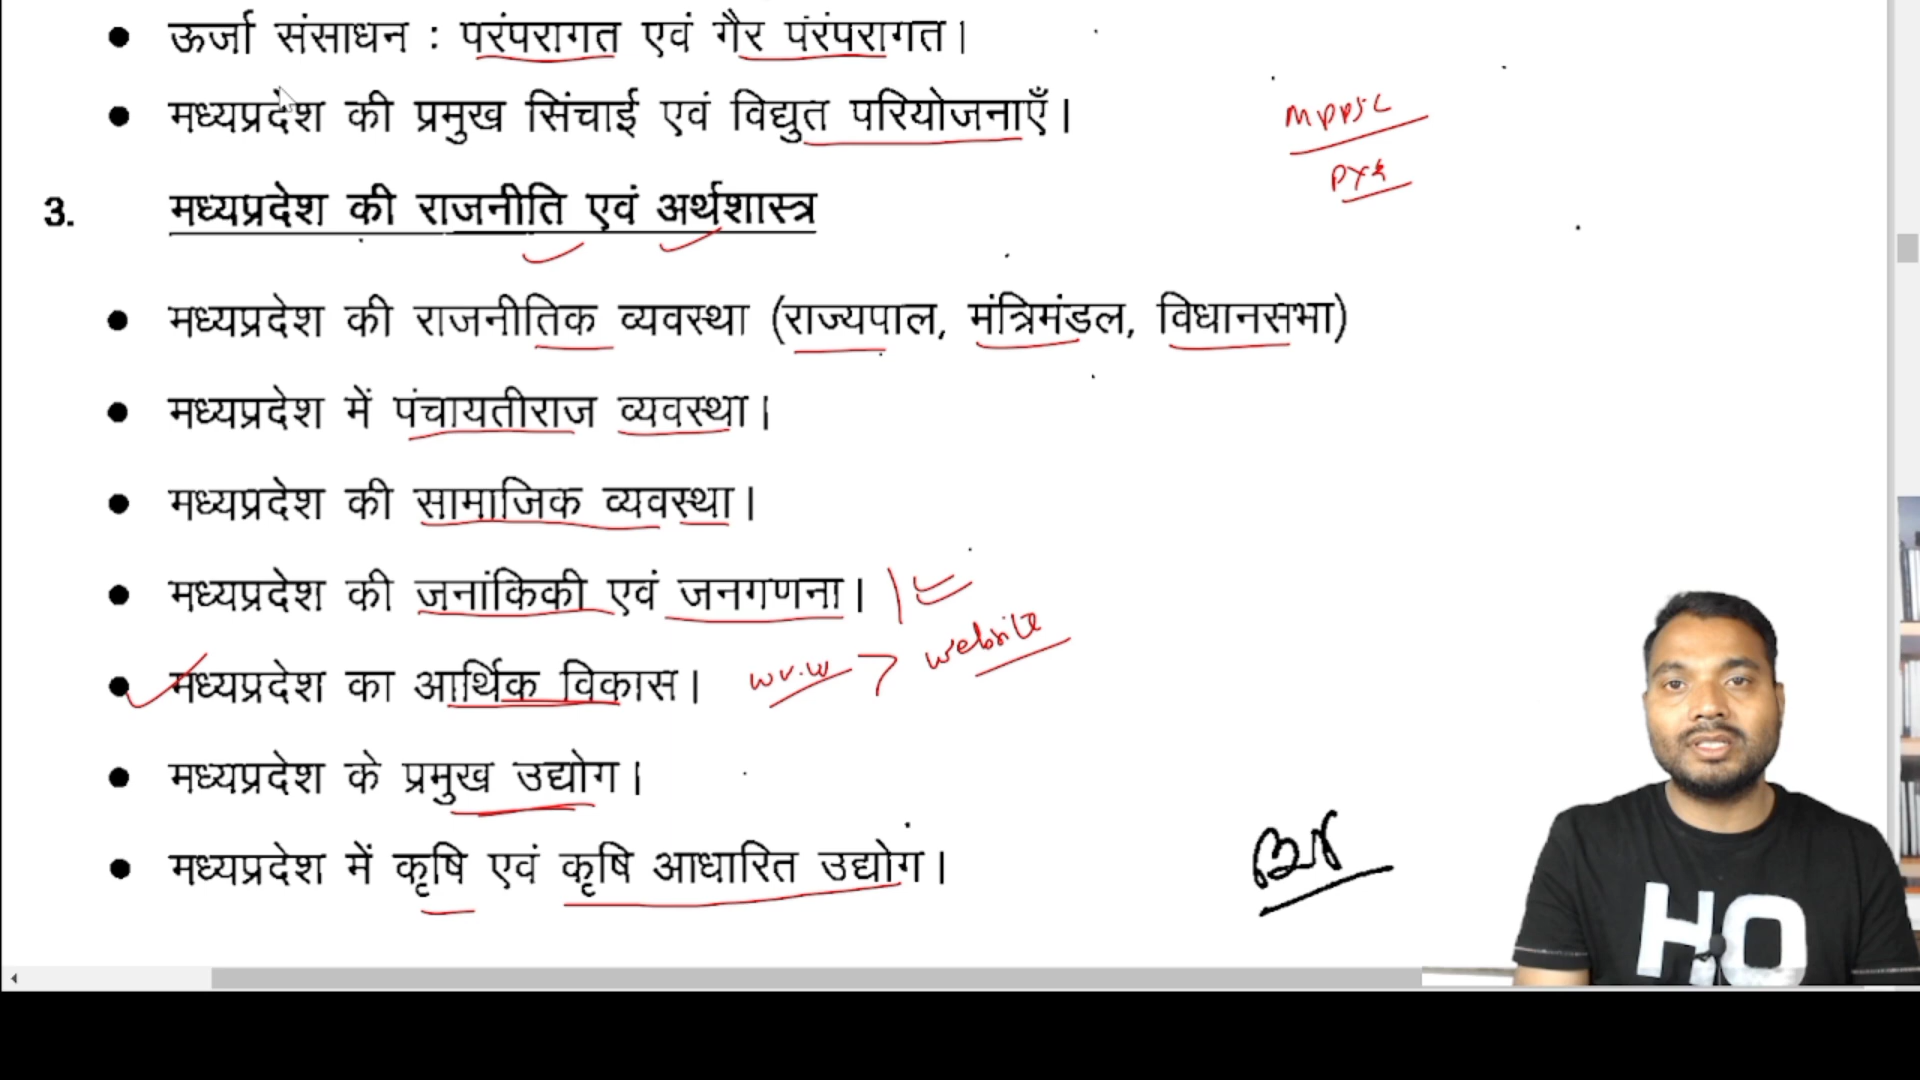 • ऊर्जा संसाधन : परंपरागत एवं गैर परंपरागत।
• मध्यप्रदेश की प्रमुख सिंचाई एवं विद्युत परियोजनाएँ।
MPPSC
3. मध्यप्रदेश की राजनीति एवं अर्थशास्त्र
• मध्यप्रदेश की राजनीतिक व्यवस्था (राज्यपाल, मंत्रिमंडल, विधानसभा)
• मध्यप्रदेश में पंचायतीराज व्यवस्था।
• मध्यप्रदेश की सामाजिक व्यवस्था।
• मध्यप्रदेश की जनांकिकी एवं जनगणना।
• मध्यप्रदेश का आर्थिक विकास। website
• मध्यप्रदेश के प्रमुख उद्योग।
• मध्यप्रदेश में कृषि एवं कृषि आधारित उद्योग।
HO